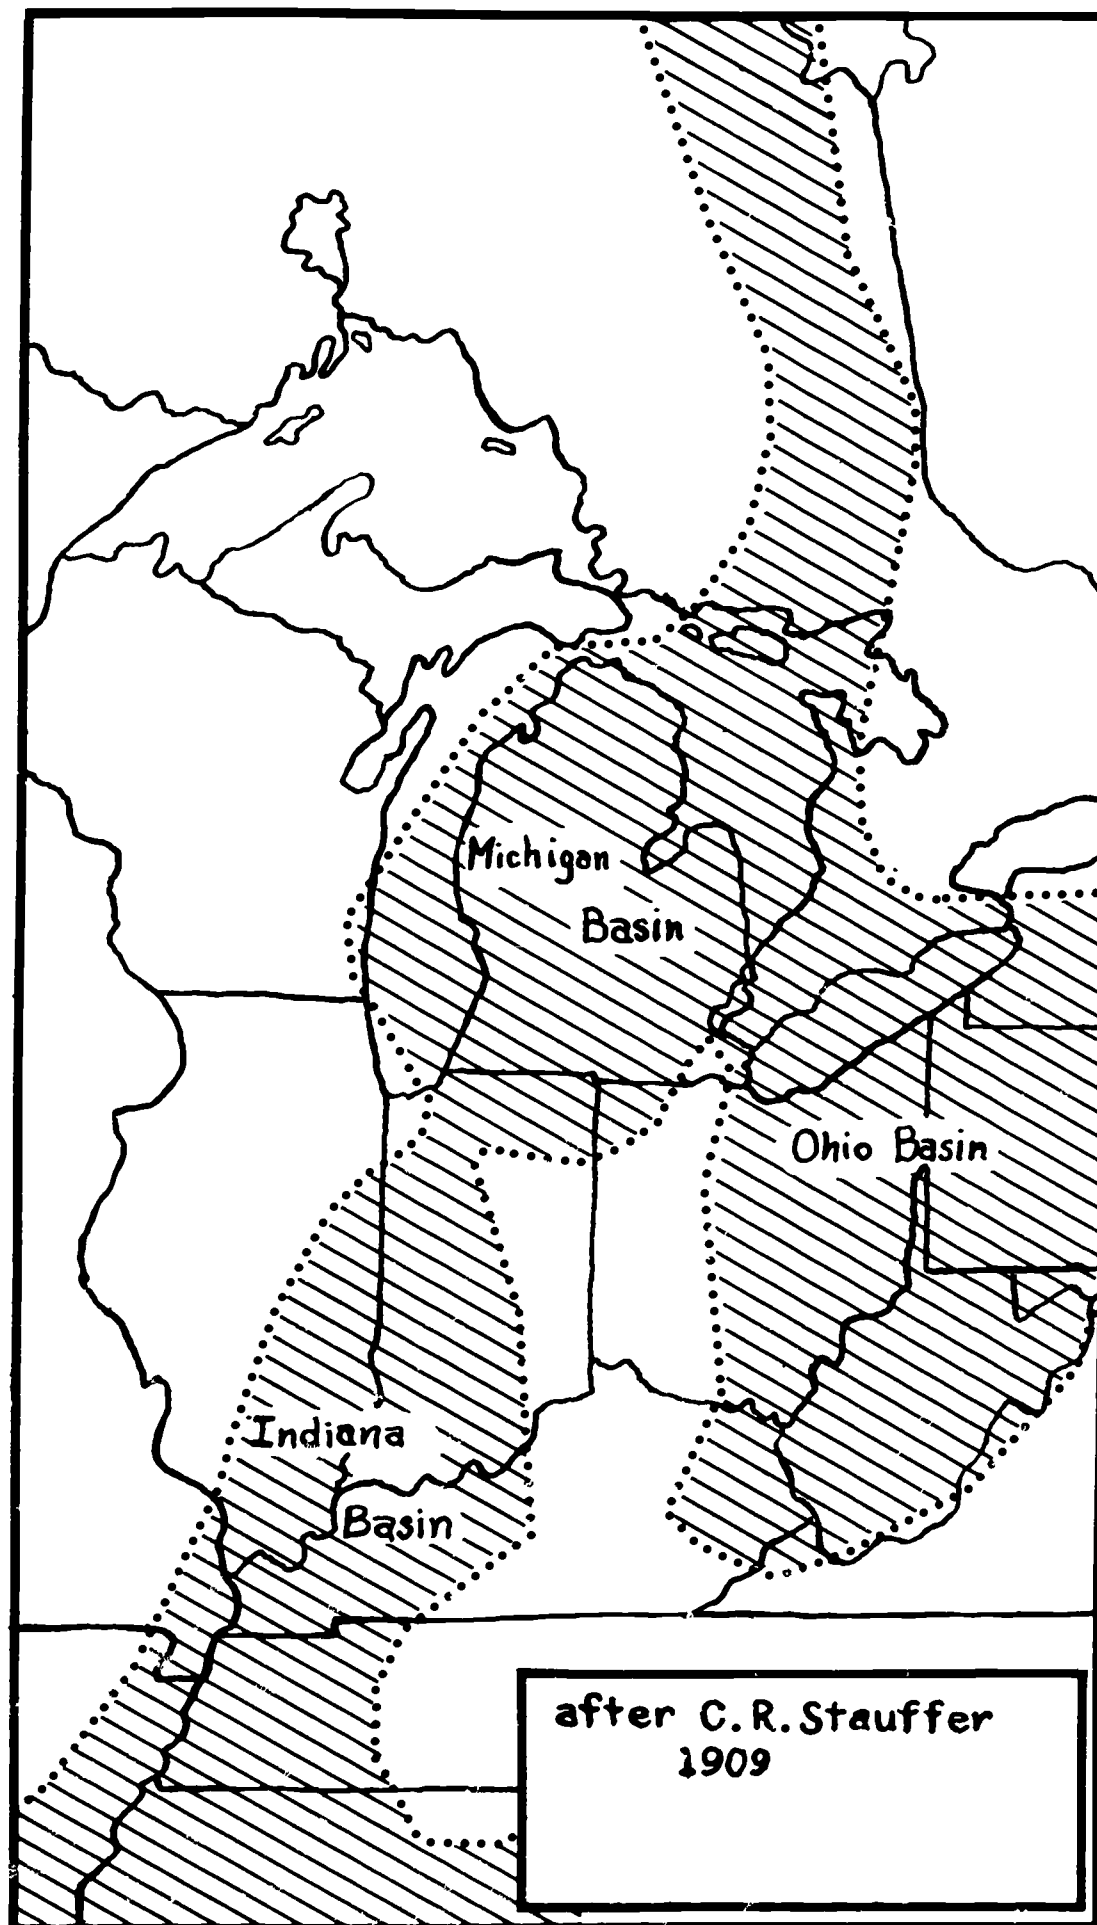 Michigan
Basin
Ohio Basin
Indiana
Basin
after C.R. Stauffer
1909